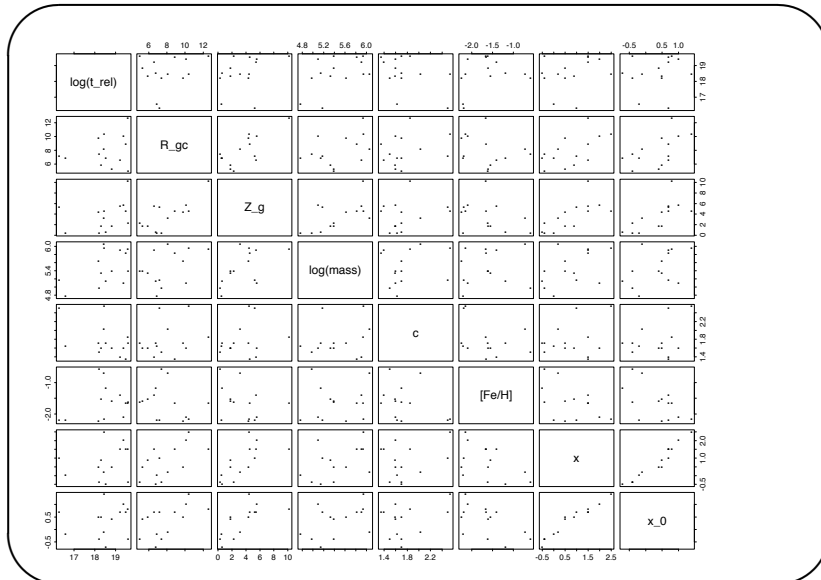 6 8 10 12 4.8 5.2 5.6 6.0 -2.0 -1.5 -1.0 -0.5 0.5 1.0
log(t_rel) 17 18 19
6 8 10 12 R_gc
Z_g 0 2 4 6 8 10
4.8 5.4 6.0 log(mass)
c 1.4 1.8 2.2
-2.0 -1.0 [Fe/H]
x -0.5 1.0 2.0
-0.5 0.5 x_0
17 18 19 0 2 4 6 8 10 1.4 1.8 2.2 -0.5 0.5 1.5 2.5